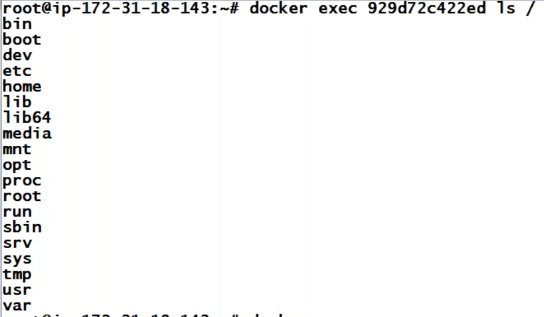 root@ip-172-31-18-143:~# docker exec 929d72c422ed ls /
bin
boot
dev
etc
home
lib
lib64
media
mnt
opt
proc
root
run
sbin
srv
sys
tmp
usr
var